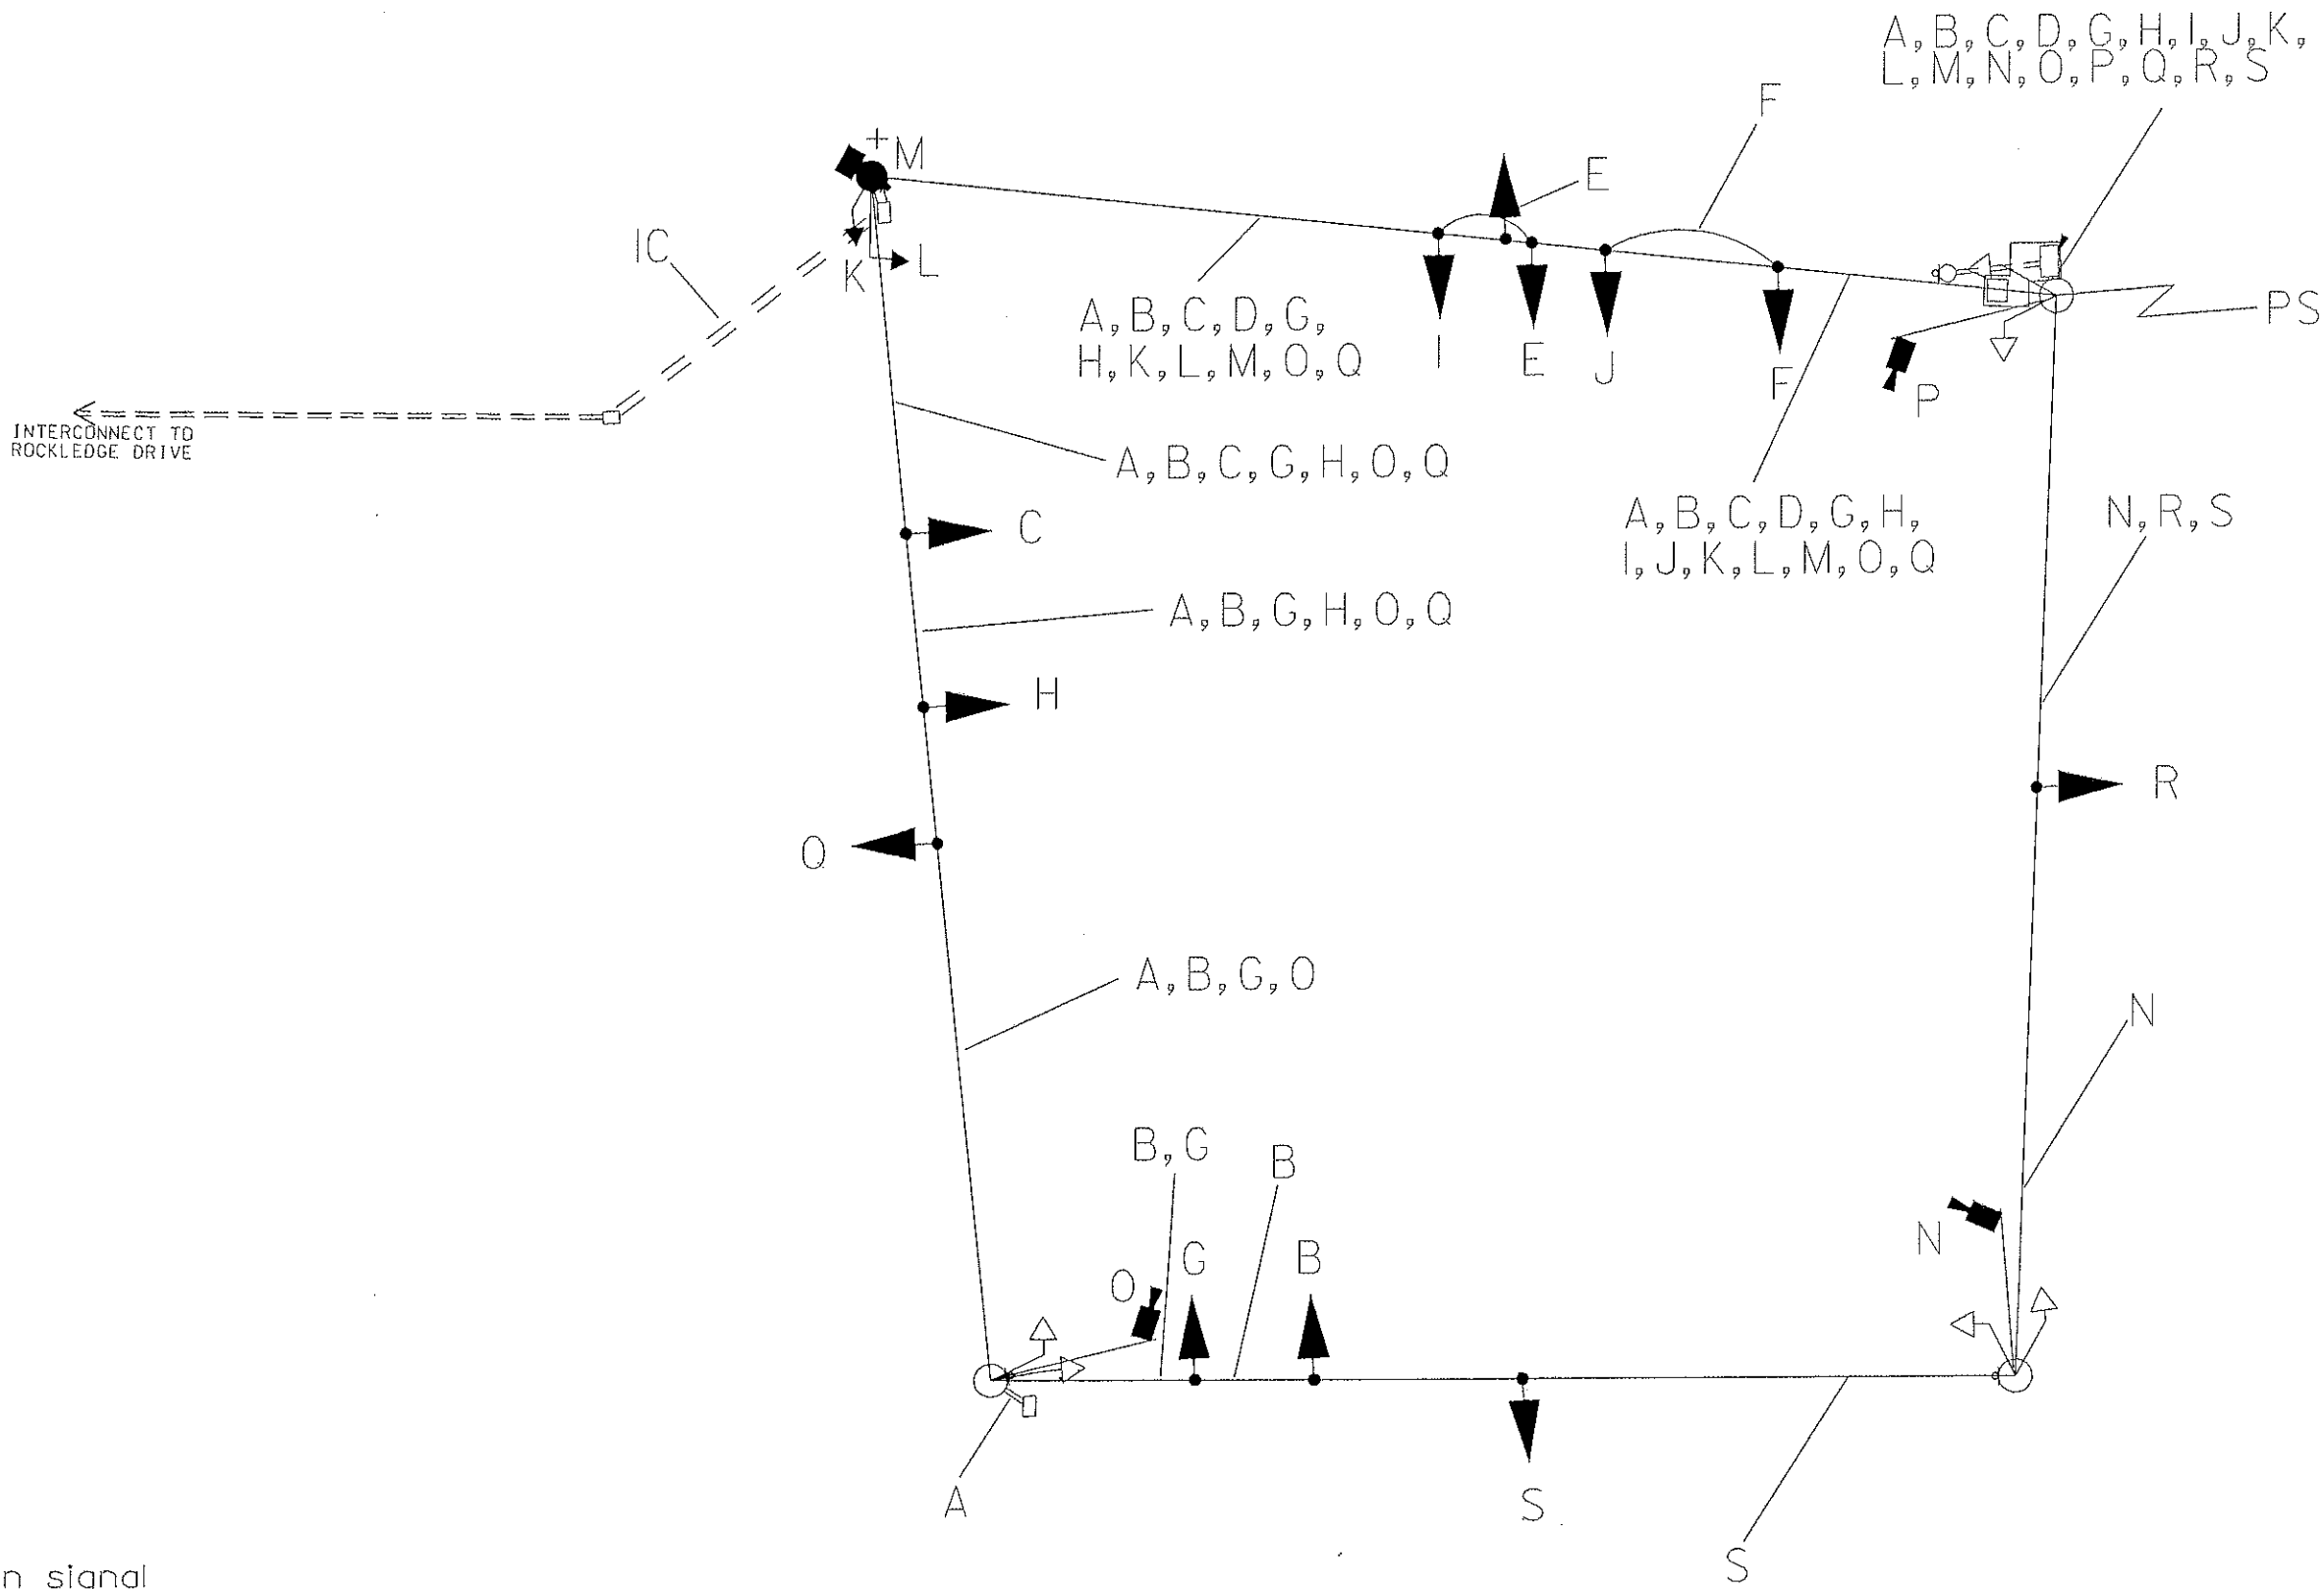 A,B,C,D,G,H,I,J,K,
L,M,N,O,P,Q,R,S
F
M
E
IC
K
L
PS
A,B,C,D,G,
H,K,L,M,O,Q
I
E
J
F
P
INTERCONNECT TO
ROCKLEDGE DRIVE
A,B,C,G,H,O,Q
A,B,C,D,G,H,
I,J,K,L,M,O,Q
N,R,S
C
A,B,G,H,O,Q
H
R
Q
A,B,G,O
N
B,G
B
N
G
B
O
A
S
S
n signal